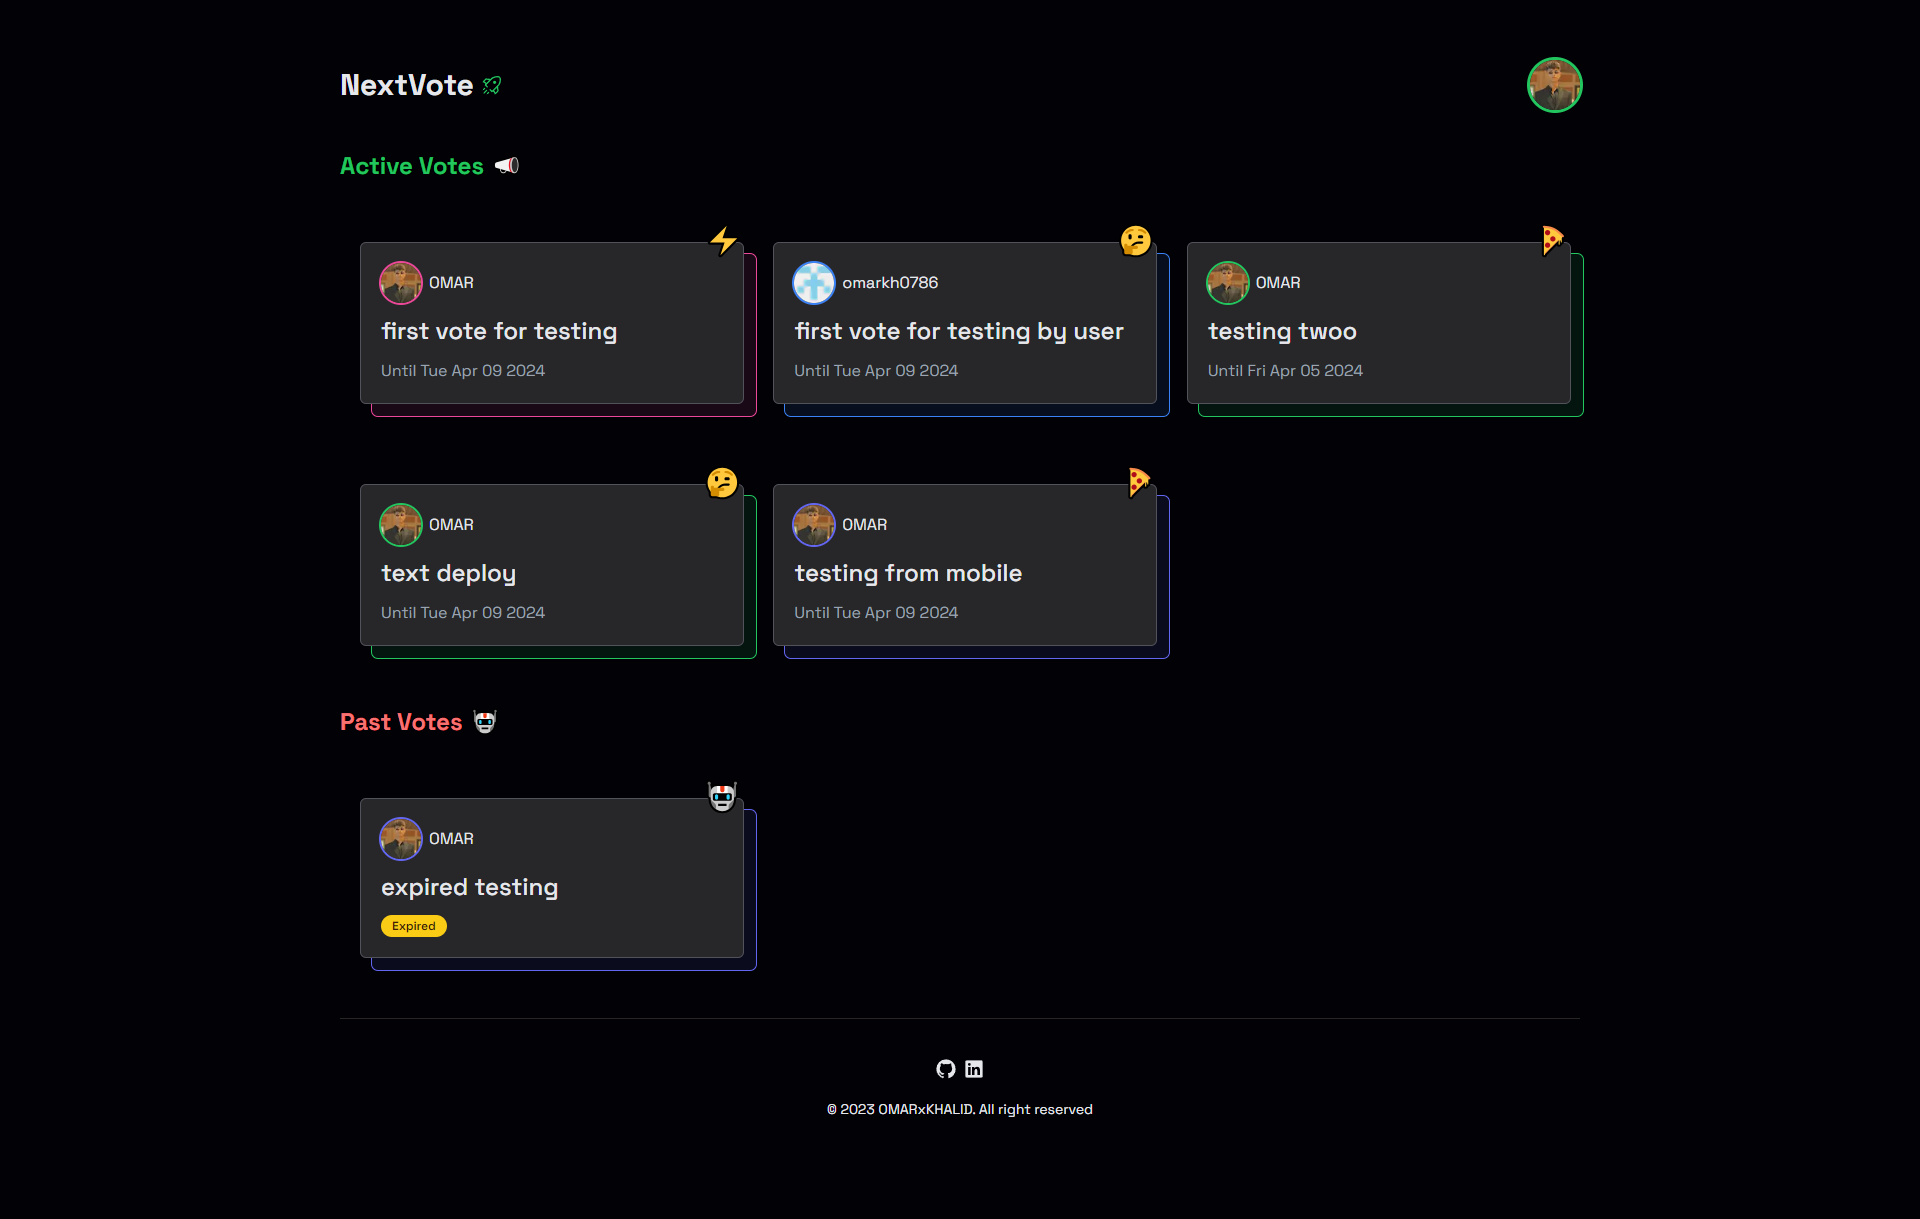 NextVote
Active Votes
OMAR
first vote for testing
Until Tue Apr 09 2024
omarkh0786
first vote for testing by user
Until Tue Apr 09 2024
OMAR
testing twoo
Until Fri Apr 05 2024
OMAR
text deploy
Until Tue Apr 09 2024
OMAR
testing from mobile
Until Tue Apr 09 2024
Past Votes
OMAR
expired testing
Expired
© 2023 OMARxKHALID. All right reserved